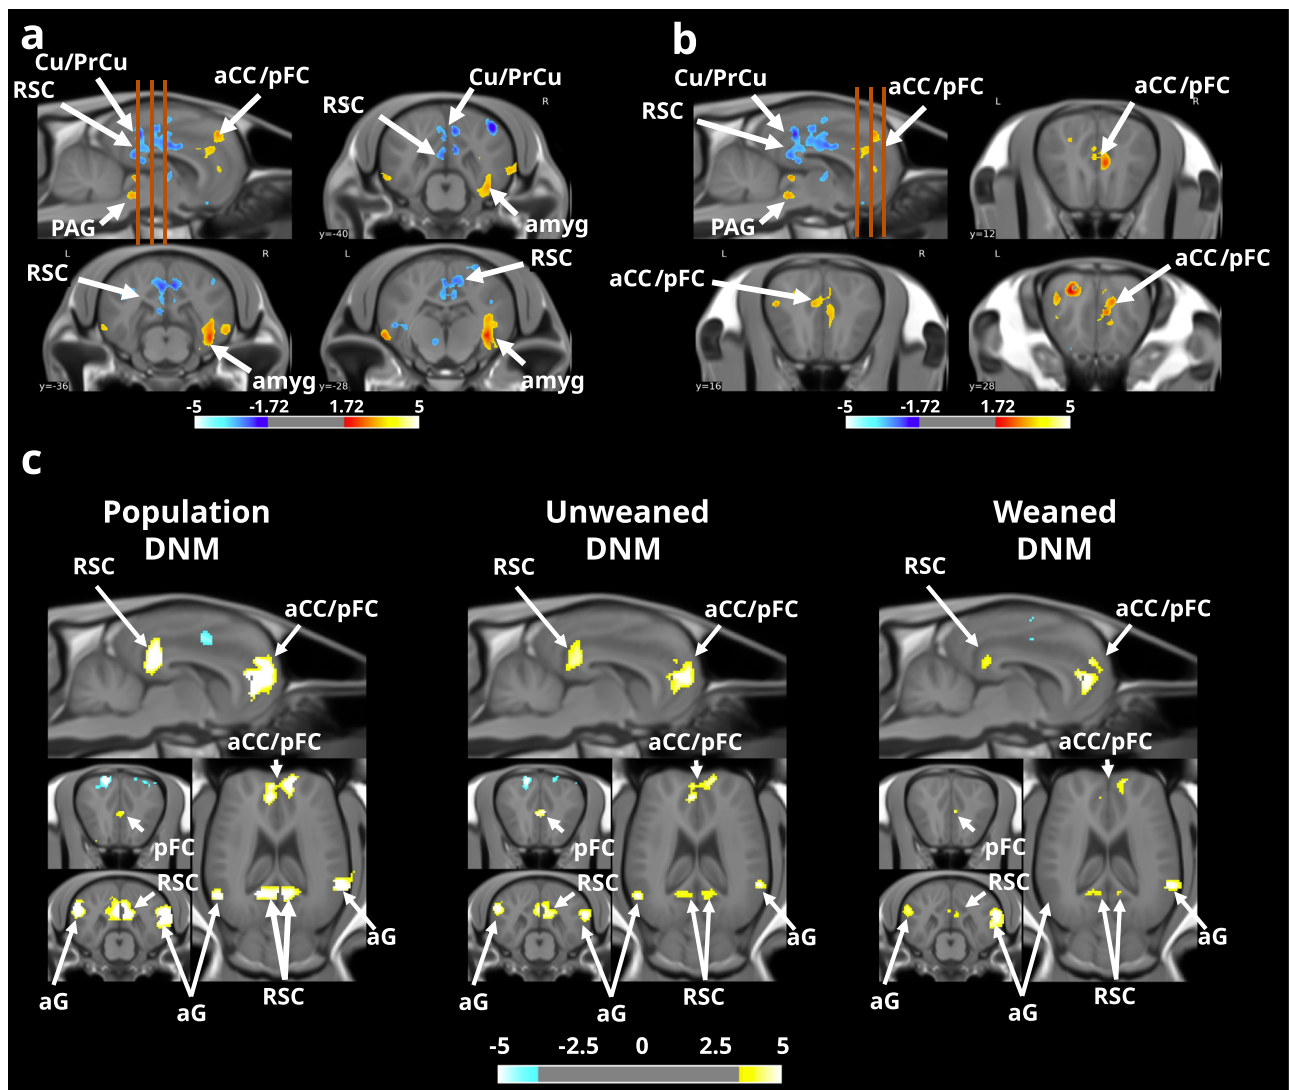 a
Cu/PrCu
RSC
aCC/pFC
PAG
RSC
Cu/PrCu
R
amyg
y=-40
L
R
RSC
amyg
y=-36
L
RSC
amyg
y=-28
-5 -1.72 1.72 5
b
Cu/PrCu
RSC
aCC/pFC
PAG
L
R
aCC/pFC
y=12
L
aCC/pFC
y=16
L
aCC/pFC
y=28
-5 -1.72 1.72 5
c
Population
DNM
RSC
aCC/pFC
aCC/pFC
pFC
RSC
aG
aG
aG
RSC
Unweaned
DNM
RSC
aCC/pFC
aCC/pFC
pFC
RSC
aG
aG
aG
RSC
Weaned
DNM
RSC
aCC/pFC
aCC/pFC
pFC
RSC
aG
aG
aG
RSC
-5 -2.5 0 2.5 5